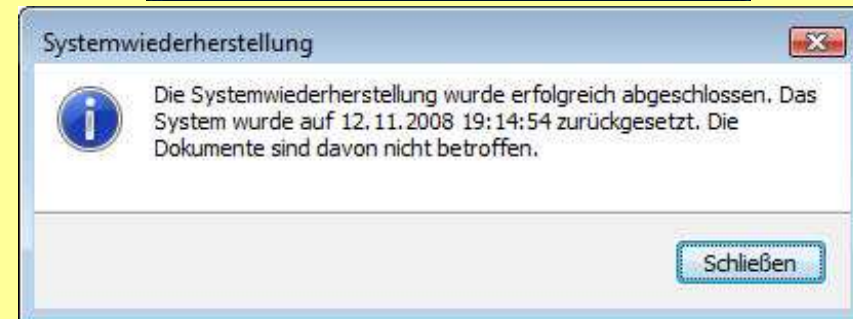 Systemwiederherstellung
Die Systemwiederherstellung wurde erfolgreich abgeschlossen. Das
System wurde auf 12.11.2008 19:14:54 zurückgesetzt. Die
Dokumente sind davon nicht betroffen.
Schließen